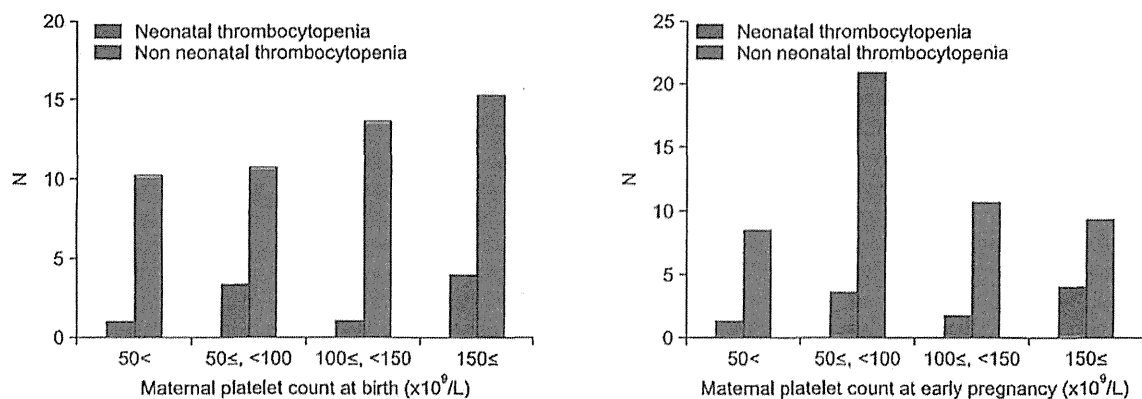 20
15
10
5
0
N
Neonatal thrombocytopenia
Non neonatal thrombocytopenia
50< 50≤, <100 100≤, <150 150≤
Maternal platelet count at birth (x10⁹/L)
25
20
15
10
5
0
N
Neonatal thrombocytopenia
Non neonatal thrombocytopenia
50< 50≤, <100 100≤, <150 150≤
Maternal platelet count at early pregnancy (x10⁹/L)